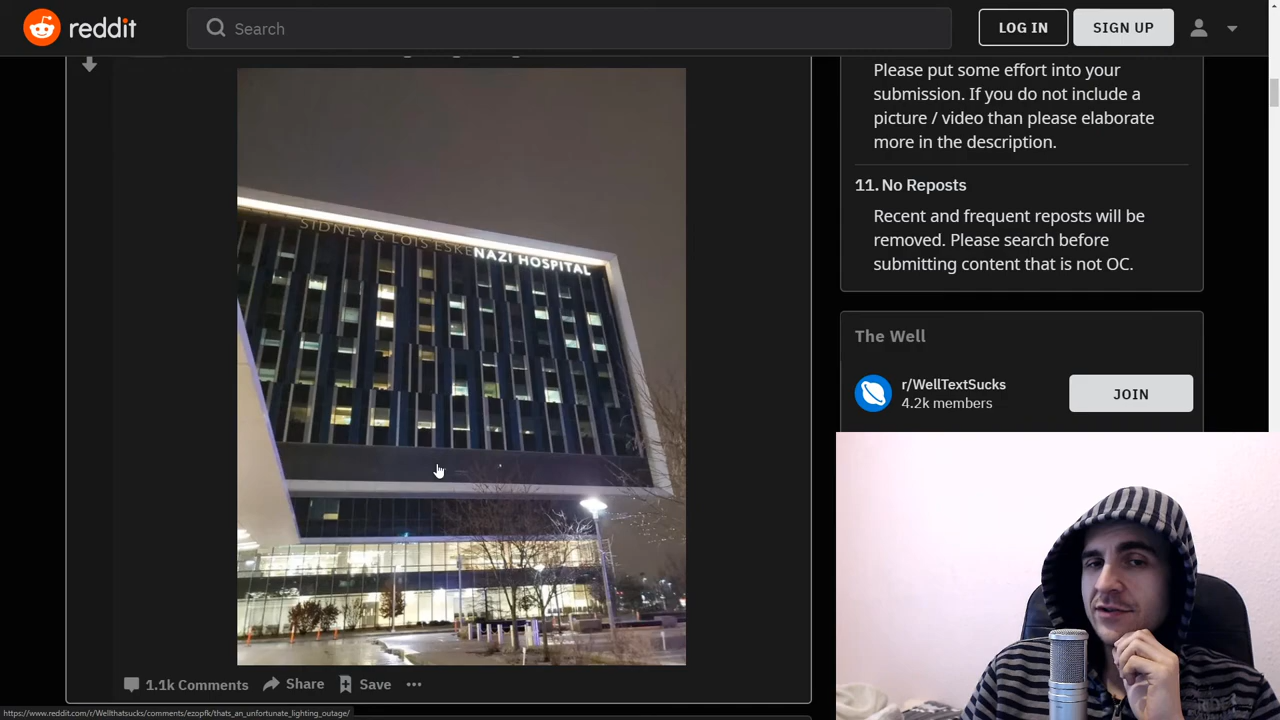 reddit
Search
LOG IN
SIGN UP
SIDNEY & LOIS ESKENAZI HOSPITAL
1.1k Comments
Share
Save
Please put some effort into your
submission. If you do not include a
picture / video than please elaborate
more in the description.
11. No Reposts
Recent and frequent reposts will be
removed. Please search before
submitting content that is not OC.
The Well
r/WellTextSucks
4.2k members
JOIN
https://www.reddit.com/r/Wellthatsucks/comments/ezopfk/thats_an_unfortunate_lighting_outage/